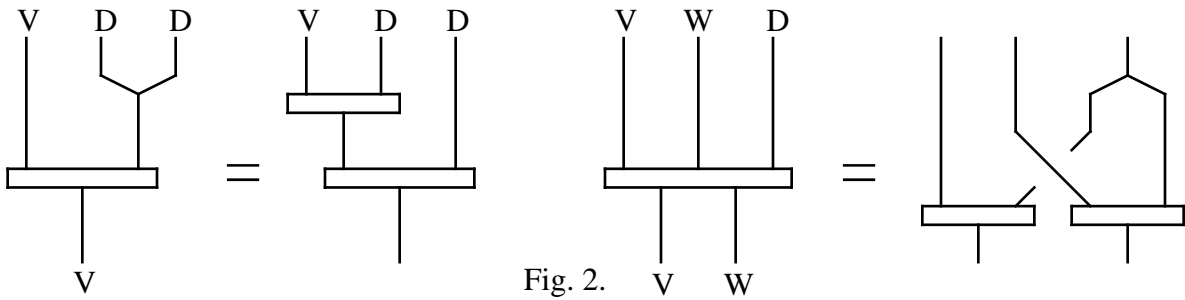 V D D V D D V W D
= =
V V W
Fig. 2.